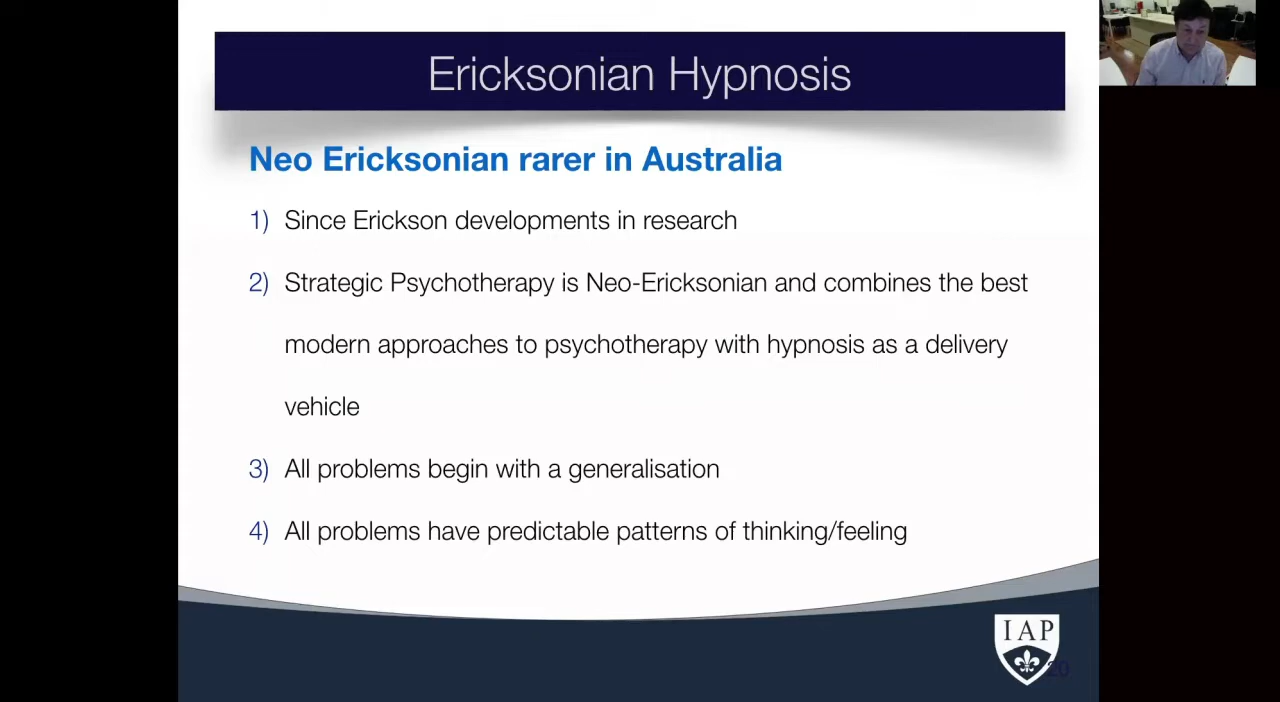 Ericksonian Hypnosis
Neo Ericksonian rarer in Australia
1) Since Erickson developments in research
2) Strategic Psychotherapy is Neo-Ericksonian and combines the best
modern approaches to psychotherapy with hypnosis as a delivery
vehicle
3) All problems begin with a generalisation
4) All problems have predictable patterns of thinking/feeling
IAP
20